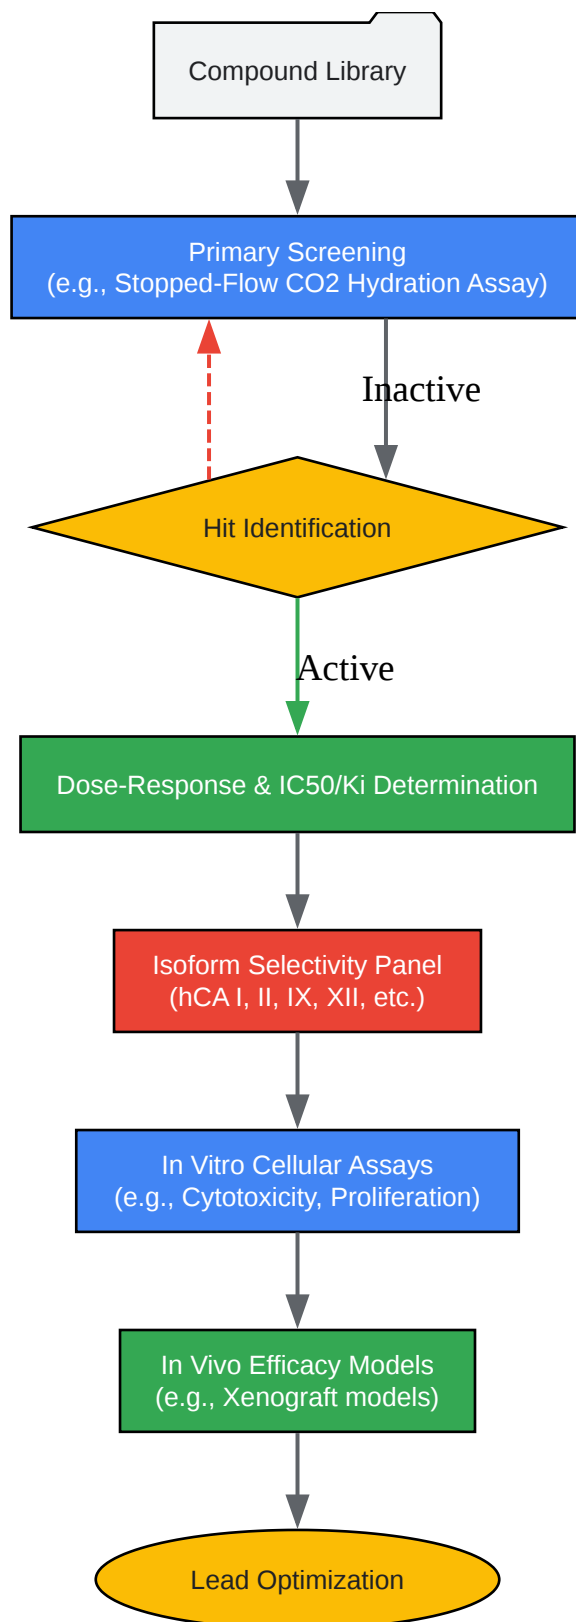 Compound Library
Primary Screening
(e.g., Stopped-Flow CO2 Hydration Assay)
Inactive
Hit Identification
Active
Dose-Response & IC50/Ki Determination
Isoform Selectivity Panel
(hCA I, II, IX, XII, etc.)
In Vitro Cellular Assays
(e.g., Cytotoxicity, Proliferation)
In Vivo Efficacy Models
(e.g., Xenograft models)
Lead Optimization